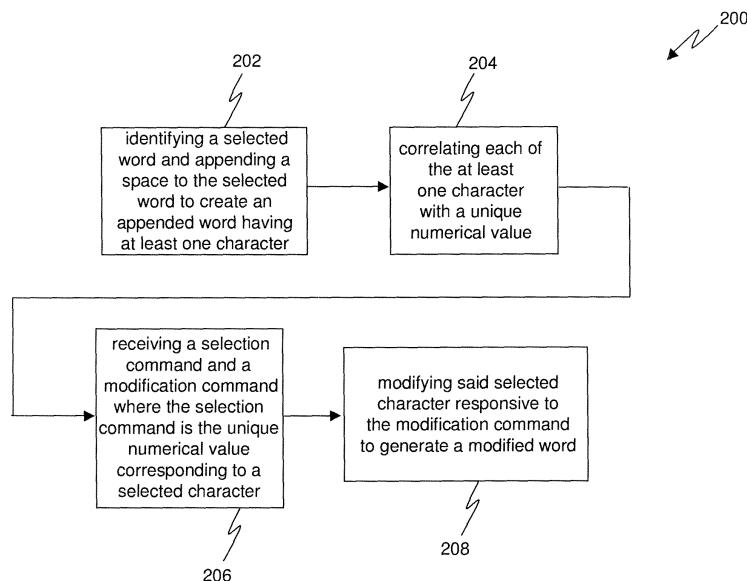 200
202
204
identifying a selected
word and appending a
space to the selected
word to create an
appended word having
at least one character
correlating each of
the at least
one character
with a unique
numerical value
receiving a selection
command and a
modification command
where the selection
command is the unique
numerical value
corresponding to a
selected character
modifying said selected
character responsive to
the modification command
to generate a modified word
206
208